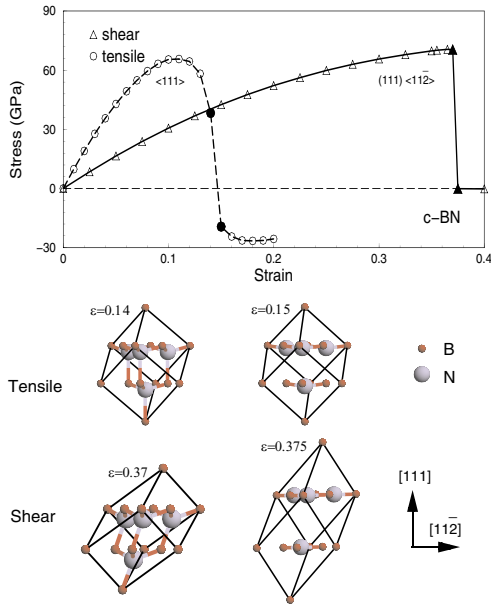 90
△ shear
○ tensile
60
<111>
(111) <112̅>
30
Stress (GPa)
0
c−BN
−30
0 0.1 0.2 0.3 0.4
Strain
ε=0.14 ε=0.15
B
N
Tensile
ε=0.37 ε=0.375
Shear
[111]
[112̅]